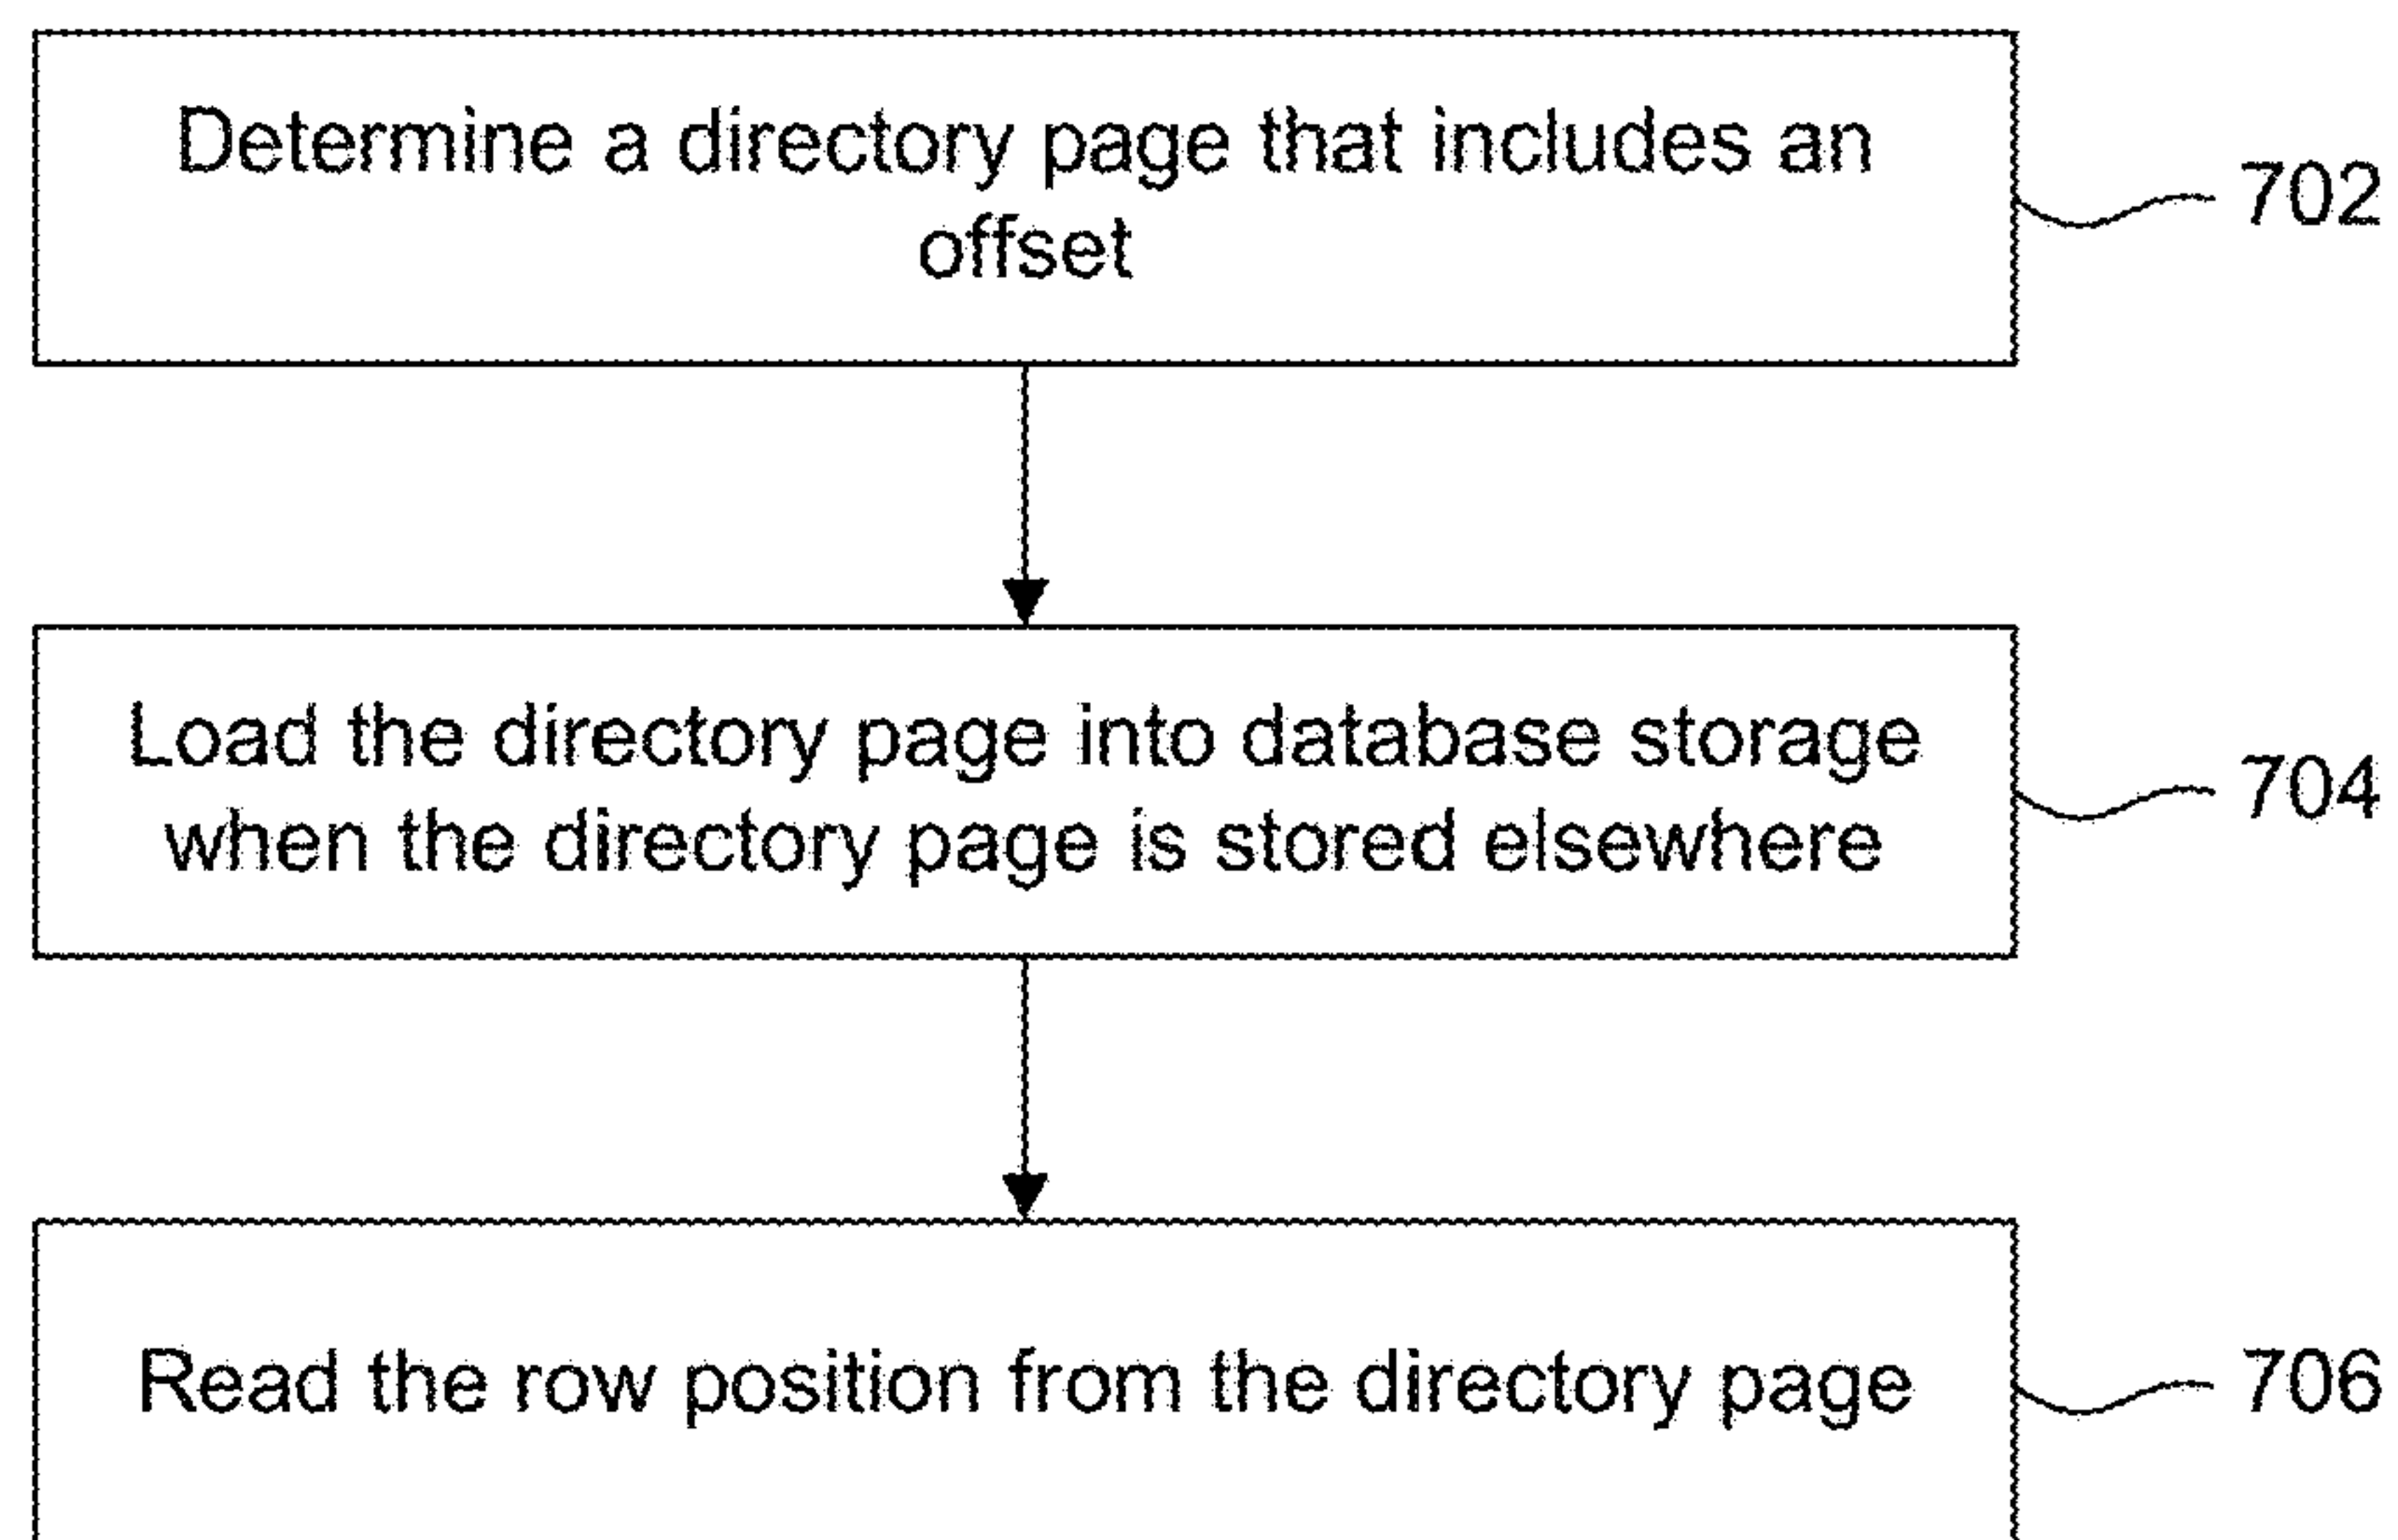 Determine a directory page that includes an
offset
702
Load the directory page into database storage
when the directory page is stored elsewhere
704
Read the row position from the directory page
706